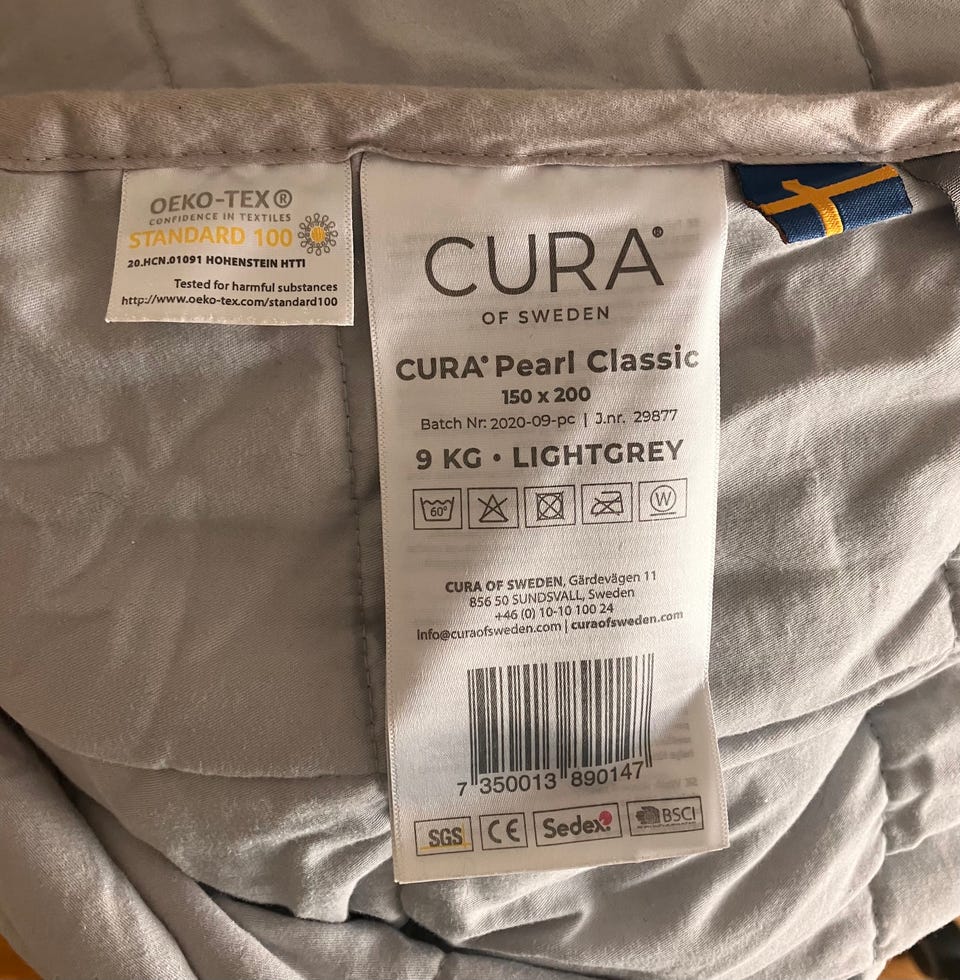 OEKO-TEX®
CONFIDENCE IN TEXTILES
STANDARD 100
20.HCN.01091 HOHENSTEIN HTTI
Tested for harmful substances
http://www.oeko-tex.com/standard100
CURA®
OF SWEDEN
CURA® Pearl Classic
150 x 200
Batch Nr: 2020-09-pc | J.nr. 29877
9 KG • LIGHTGREY
60°
W
CURA OF SWEDEN, Gärdevägen 11
856 50 SUNDSVALL, Sweden
+46 (0) 10-10 100 24
Info@curaofsweden.com | curaofsweden.com
7 350013 890147
SGS CE Sedex BSCI